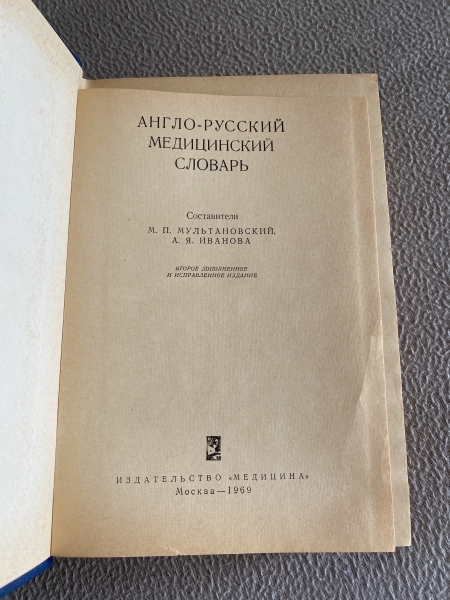 АНГЛО-РУССКИЙ
МЕДИЦИНСКИЙ
СЛОВАРЬ
Составители
М. П. МУЛЬТАНОВСКИЙ,
А. Я. ИВАНОВА
ВТОРОЕ ДОПОЛНЕННОЕ
И ИСПРАВЛЕННОЕ ИЗДАНИЕ
ИЗДАТЕЛЬСТВО «МЕДИЦИНА»
Москва—1969